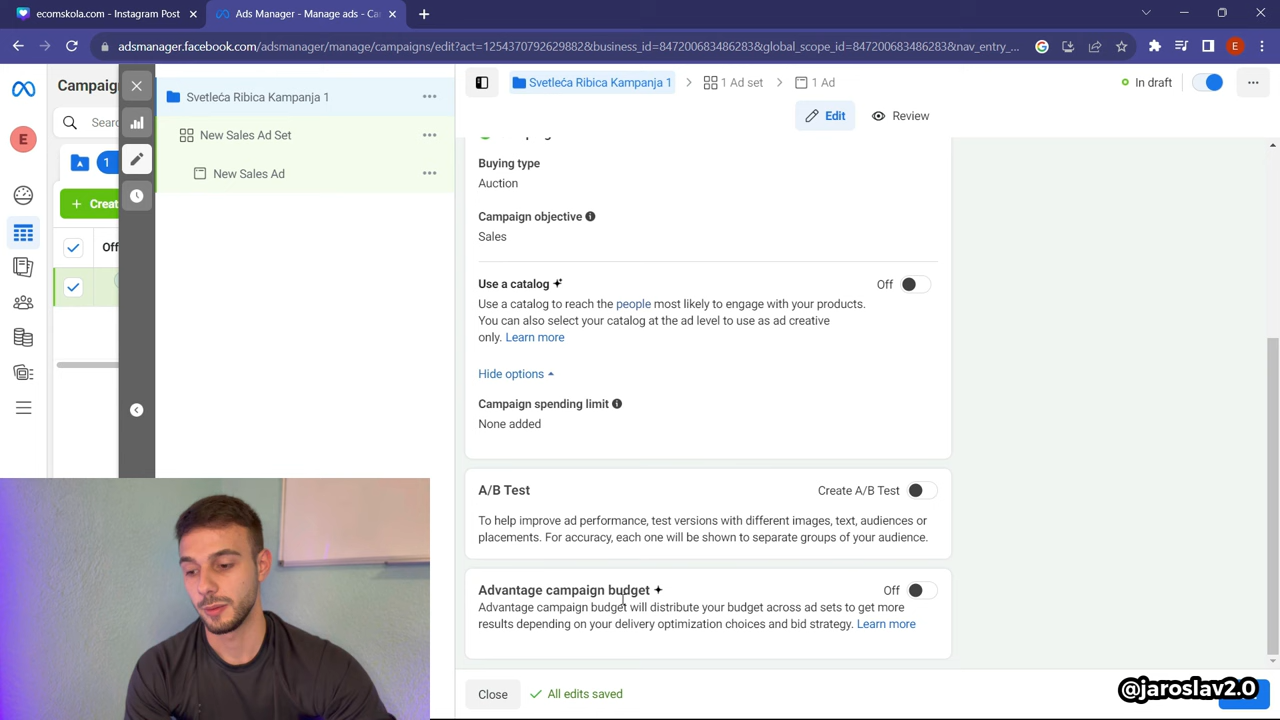 ecomskola.com - Instagram Post
Ads Manager - Manage ads - Ca
adsmanager.facebook.com/adsmanager/manage/campaigns/edit?act=1254370792629882&business_id=847200683486283&global_scope_id=847200683486283&nav_entry_...
E
Campaig
E
Searc
1
Creat
Off
Svetleća Ribica Kampanja 1
New Sales Ad Set
New Sales Ad
Svetleća Ribica Kampanja 1
1 Ad set
1 Ad
In draft
Edit
Review
Buying type
Auction
Campaign objective
Sales
Use a catalog
Off
Use a catalog to reach the people most likely to engage with your products.
You can also select your catalog at the ad level to use as ad creative
only. Learn more
Hide options
Campaign spending limit
None added
A/B Test
Create A/B Test
To help improve ad performance, test versions with different images, text, audiences or
placements. For accuracy, each one will be shown to separate groups of your audience.
Advantage campaign budget
Off
Advantage campaign budget will distribute your budget across ad sets to get more
results depending on your delivery optimization choices and bid strategy. Learn more
Close
All edits saved
@jaroslav2.0